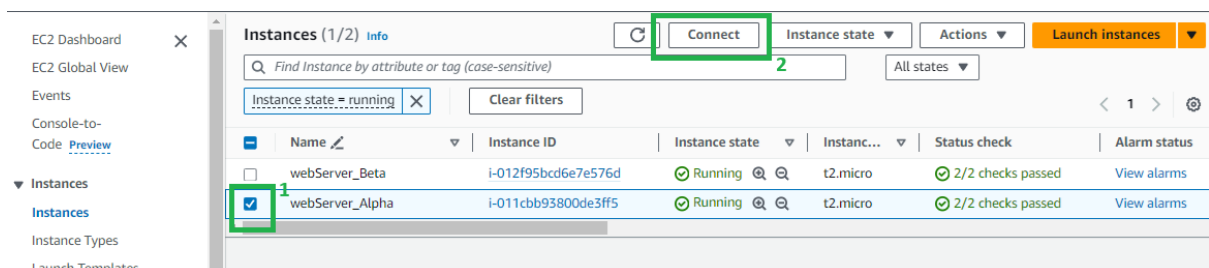 EC2 Dashboard
EC2 Global View
Events
Console-to-
Code Preview
Instances
Instances
Instance Types
Launch Templates
Instances (1/2) Info
Connect
Instance state
Actions
Launch instances
2
Find Instance by attribute or tag (case-sensitive)
All states
Instance state = running
Clear filters
1
Name
Instance ID
Instance state
Instanc...
Status check
Alarm status
webServer_Beta
i-012f95bcd6e7e576d
Running
t2.micro
2/2 checks passed
View alarms
1
webServer_Alpha
i-011cbb93800de3ff5
Running
t2.micro
2/2 checks passed
View alarms